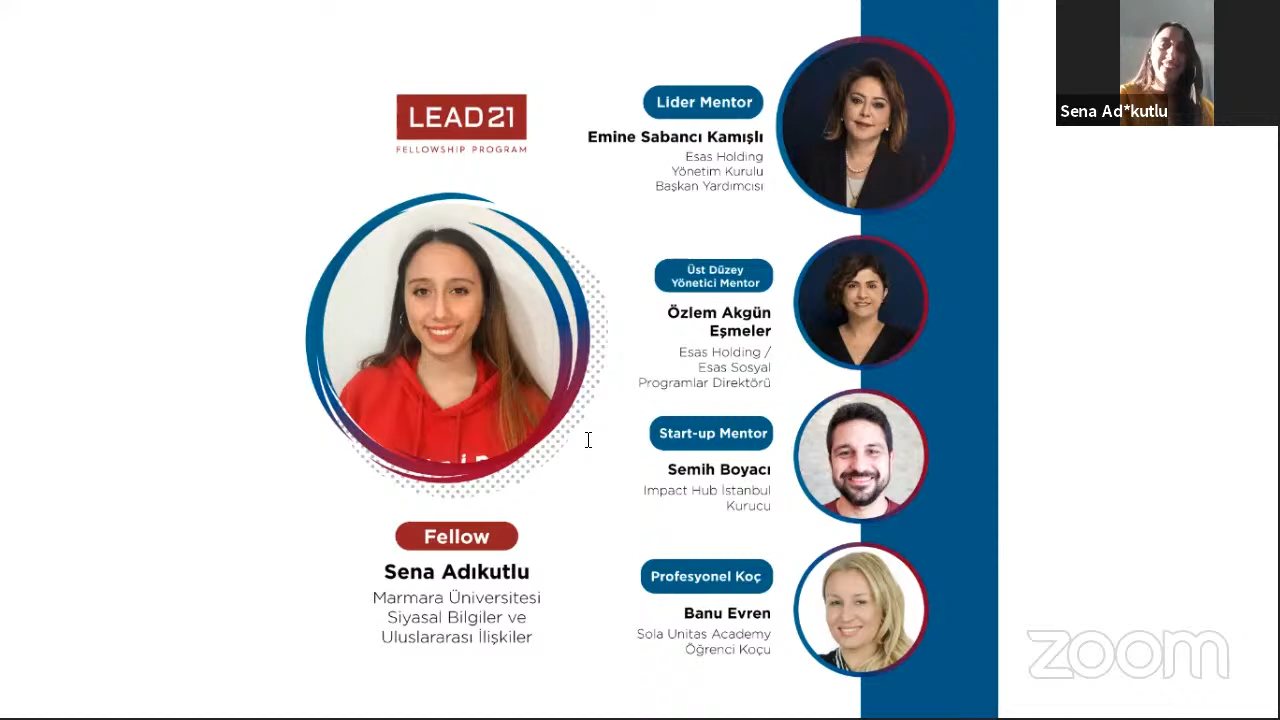 LEAD21
FELLOWSHIP PROGRAM
Fellow
Sena Adıkutlu
Marmara Üniversitesi
Siyasal Bilgiler ve
Uluslararası İlişkiler
Lider Mentor
Emine Sabancı Kamışlı
Esas Holding
Yönetim Kurulu
Başkan Yardımcısı
Üst Düzey
Yönetici Mentor
Özlem Akgün
Eşmeler
Esas Holding /
Esas Sosyal
Programlar Direktörü
Start-up Mentor
Semih Boyacı
Impact Hub İstanbul
Kurucu
Profesyonel Koç
Banu Evren
Sola Unitas Academy
Öğrenci Koçu
Sena Ad*kutlu
zoom